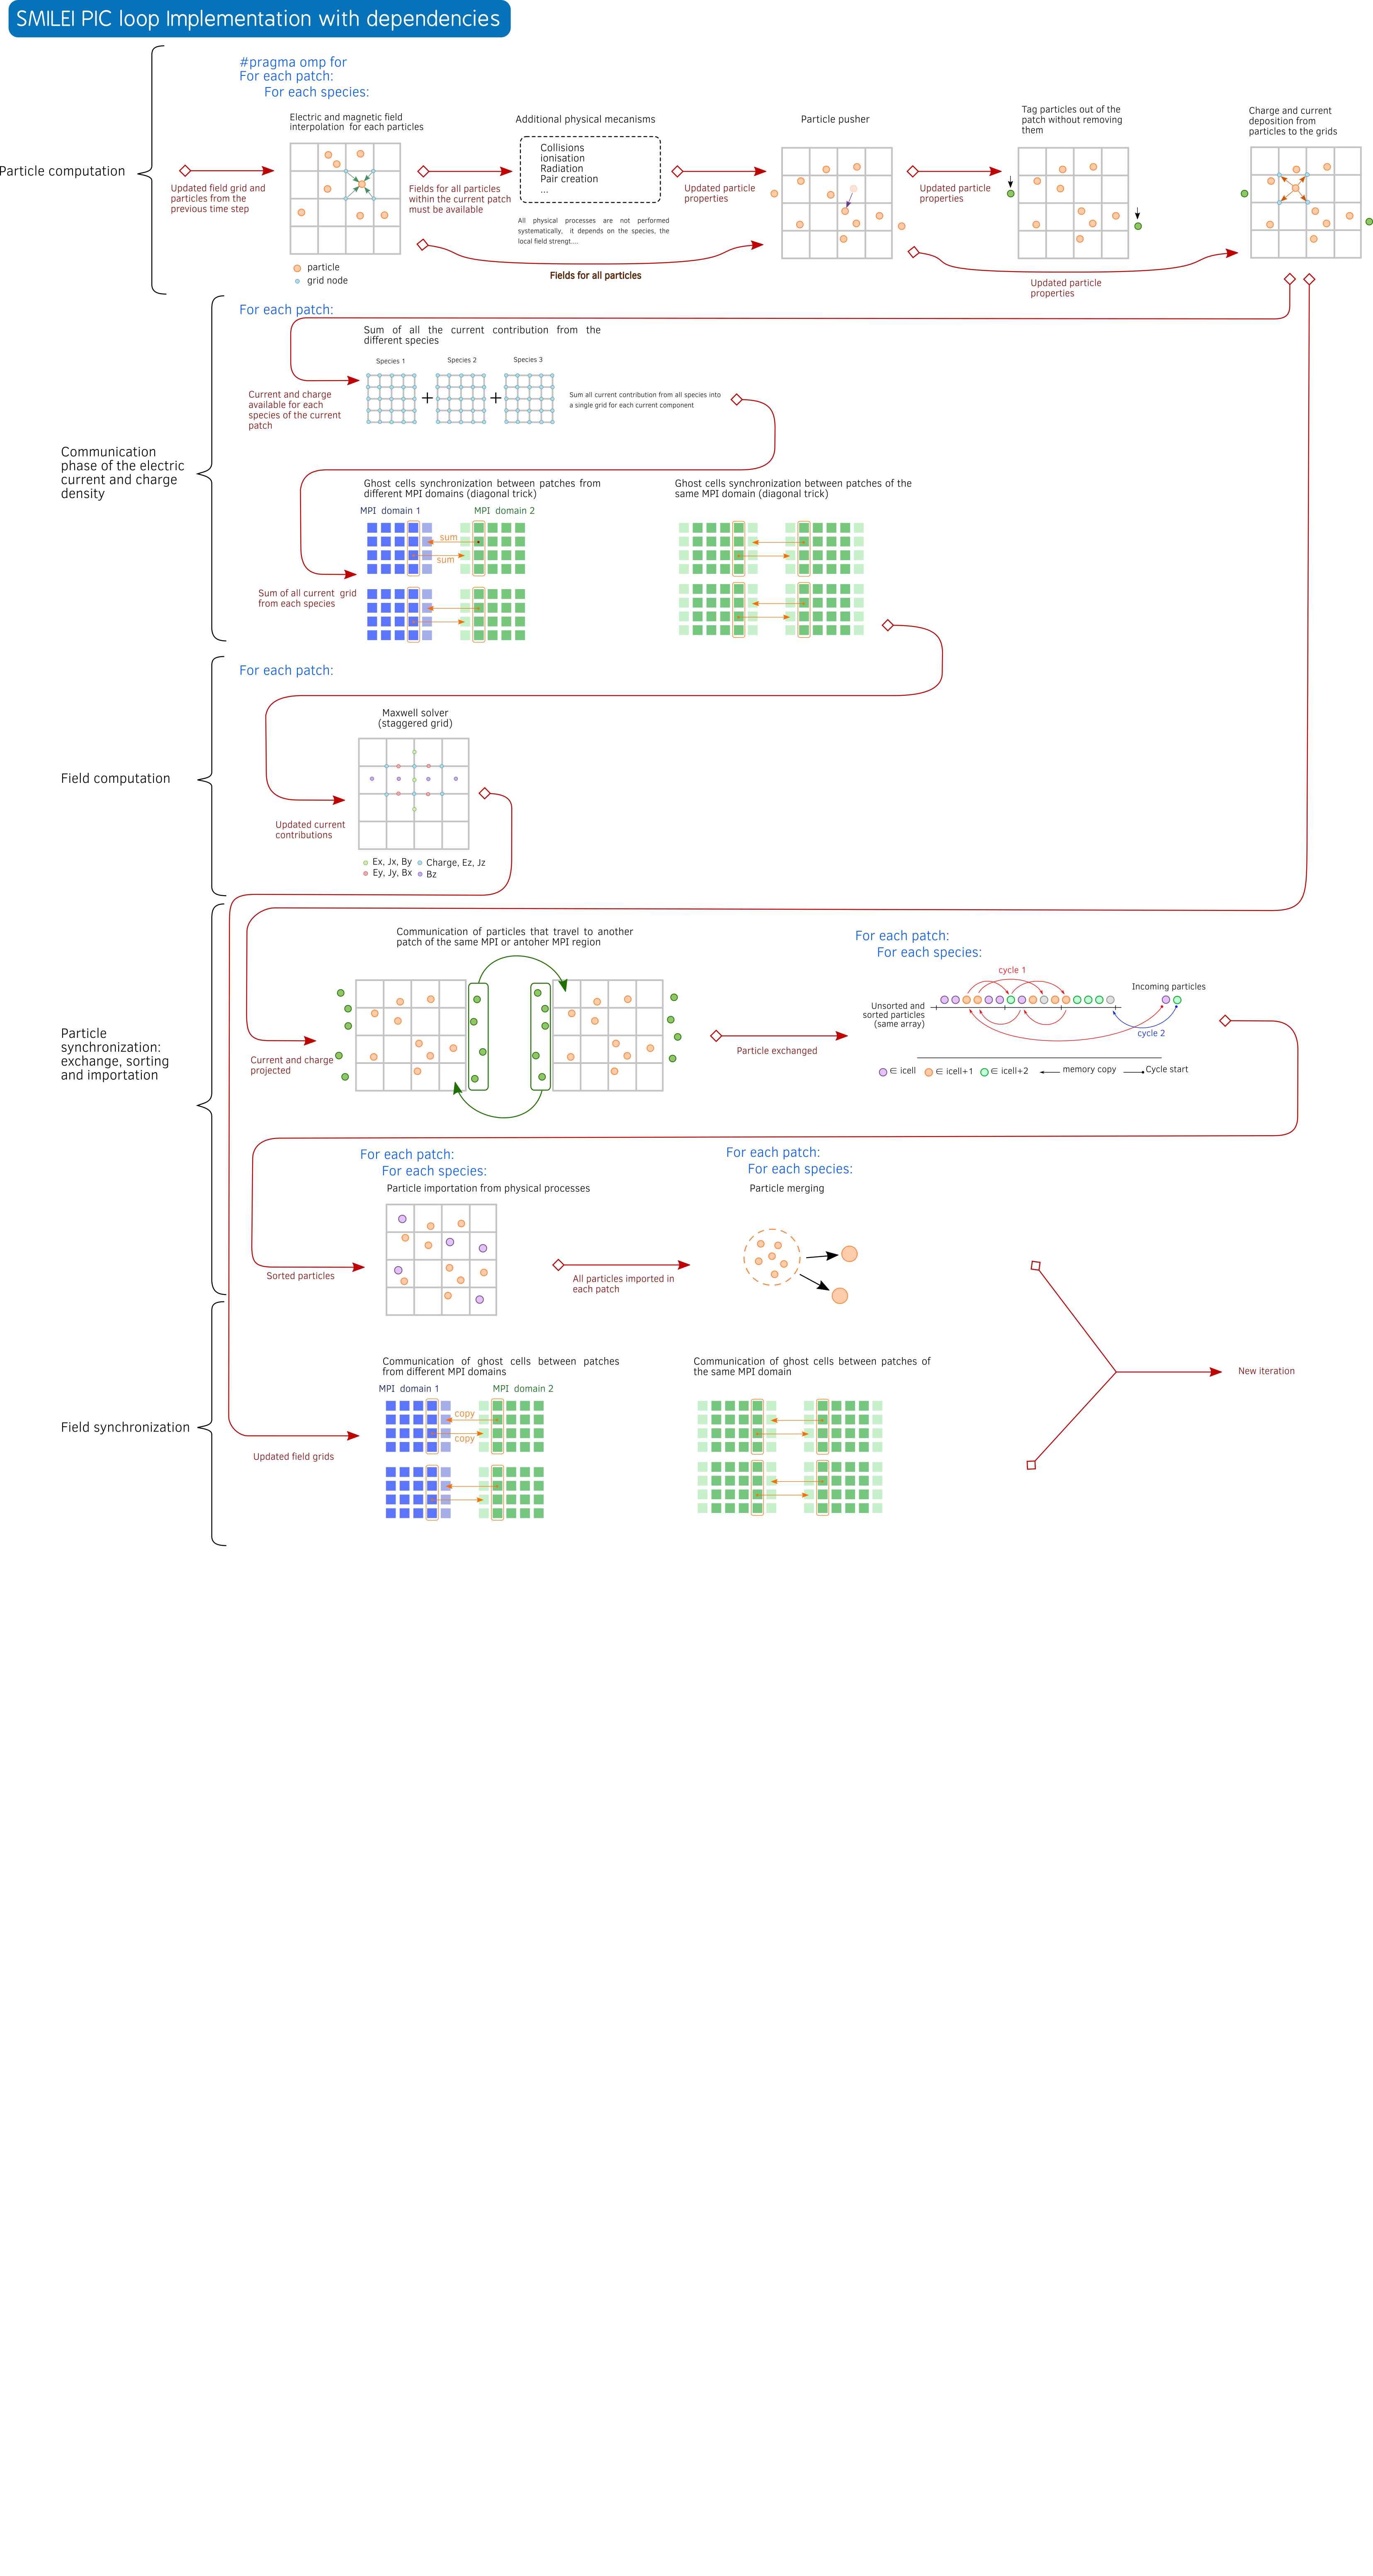 SMILEI PIC loop Implementation with dependencies
#pragma omp for
For each patch:
For each species:
Particle computation
Electric and magnetic field
interpolation for each particles
Additional physical mecanisms
Particle pusher
Tag particles out of the
patch without removing
them
Charge and current
deposition from
particles to the grids
Collisions
ionisation
Radiation
Pair creation
...
Updated field grid and
particles from the
previous time step
Fields for all particles
within the current patch
must be available
Updated particle
properties
Updated particle
properties
All physical processes are not performed
systematically, it depends on the species, the
local field strengt....
Fields for all particles
Updated particle
properties
particle
grid node
For each patch:
Sum of all the current contribution from the
different species
Species 1
Species 2
Species 3
+
+
Sum all current contribution from all species into
a single grid for each current component
Current and charge
available for each
species of the current
patch
Communication
phase of the electric
current and charge
density
Ghost cells synchronization between patches from
different MPI domains (diagonal trick)
Ghost cells synchronization between patches of the
same MPI domain (diagonal trick)
MPI domain 1
MPI domain 2
sum
sum
Sum of all current grid
from each species
For each patch:
Maxwell solver
(staggered grid)
Field computation
Updated current
contributions
Ex, Jx, By
Charge, Ez, Jz
Ey, Jy, Bx
Bz
Communication of particles that travel to another
patch of the same MPI or antoher MPI region
For each patch:
For each species:
cycle 1
Incoming particles
Unsorted and
sorted particles
(same array)
cycle 2
Particle
synchronization:
exchange, sorting
and importation
Current and charge
projected
Particle exchanged
∈ icell
∈ icell+1
∈ icell+2
memory copy
Cycle start
For each patch:
For each species:
Particle importation from physical processes
For each patch:
For each species:
Particle merging
Sorted particles
All particles imported in
each patch
Communication of ghost cells between patches
from different MPI domains
Communication of ghost cells between patches of
the same MPI domain
MPI domain 1
MPI domain 2
copy
copy
New iteration
Field synchronization
Updated field grids